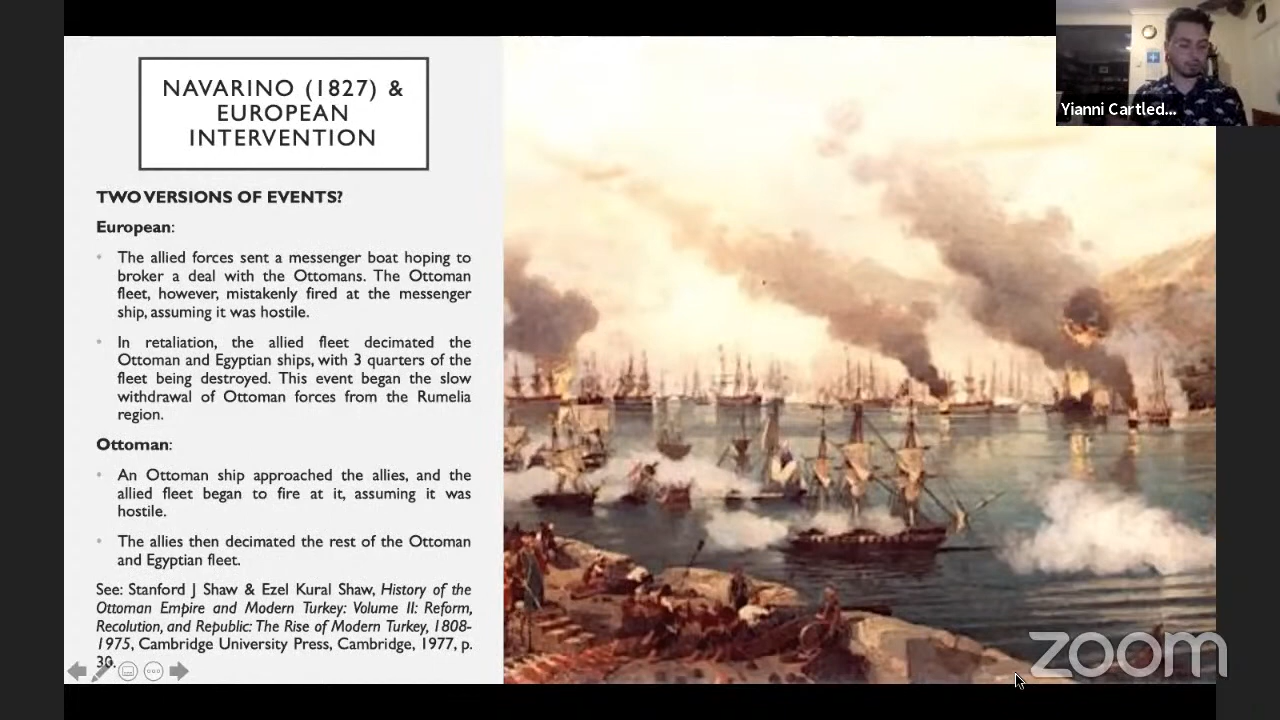 NAVARINO (1827) &
EUROPEAN
INTERVENTION
TWO VERSIONS OF EVENTS?
European:
• The allied forces sent a messenger boat hoping to
broker a deal with the Ottomans. The Ottoman
fleet, however, mistakenly fired at the messenger
ship, assuming it was hostile.
• In retaliation, the allied fleet decimated the
Ottoman and Egyptian ships, with 3 quarters of the
fleet being destroyed. This event began the slow
withdrawal of Ottoman forces from the Rumelia
region.
Ottoman:
• An Ottoman ship approached the allies, and the
allied fleet began to fire at it, assuming it was
hostile.
• The allies then decimated the rest of the Ottoman
and Egyptian fleet.
See: Stanford J Shaw & Ezel Kural Shaw, History of the
Ottoman Empire and Modern Turkey: Volume II: Reform,
Recolution, and Republic: The Rise of Modern Turkey, 1808-
1975, Cambridge University Press, Cambridge, 1977, p.
30.
Yianni Cartled...
zoom